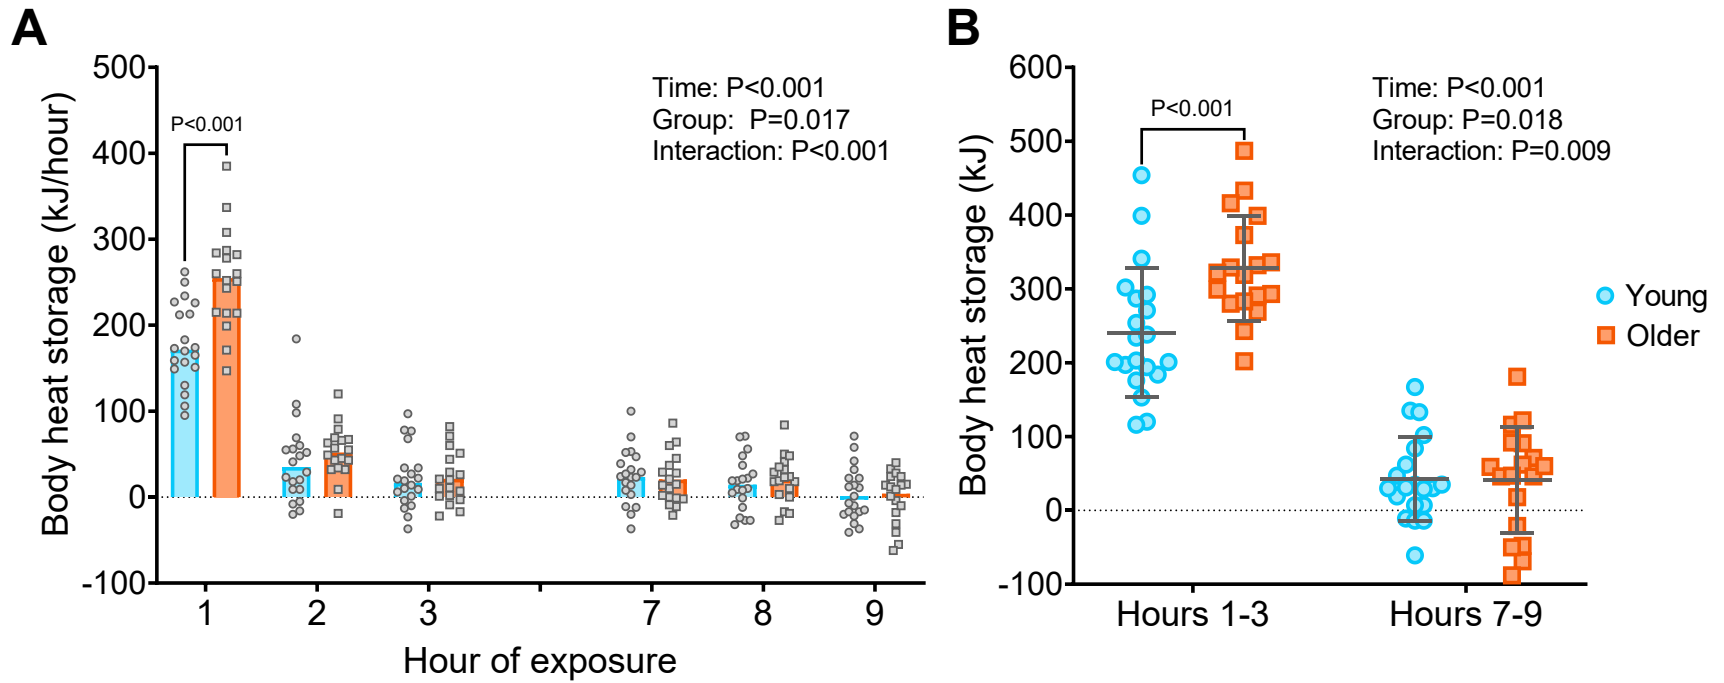 A
500
400
300
200
100
0
-100
Body heat storage (kJ/hour)
P<0.001
Time: P<0.001
Group: P=0.017
Interaction: P<0.001
1 2 3 7 8 9
Hour of exposure
B
600
500
400
300
200
100
0
-100
Body heat storage (kJ)
P<0.001
Time: P<0.001
Group: P=0.018
Interaction: P=0.009
Hours 1-3 Hours 7-9
Young
Older